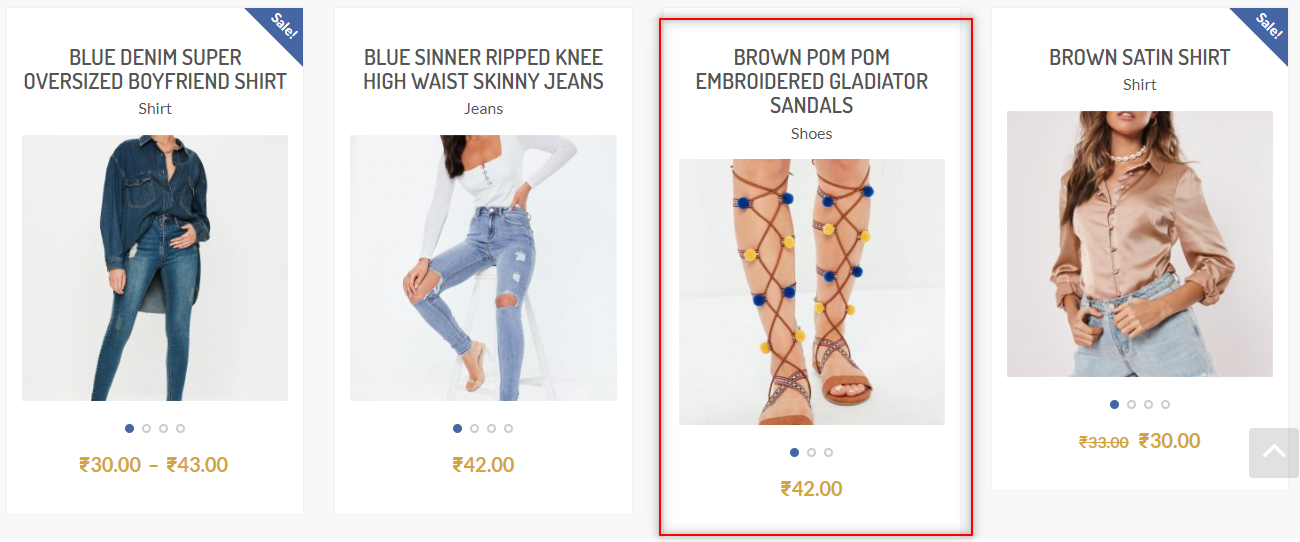 Sale!
BLUE DENIM SUPER
OVERSIZED BOYFRIEND SHIRT
Shirt
₹30.00 – ₹43.00
BLUE SINNER RIPPED KNEE
HIGH WAIST SKINNY JEANS
Jeans
₹42.00
BROWN POM POM
EMBROIDERED GLADIATOR
SANDALS
Shoes
₹42.00
Sale!
BROWN SATIN SHIRT
Shirt
₹33.00 ₹30.00